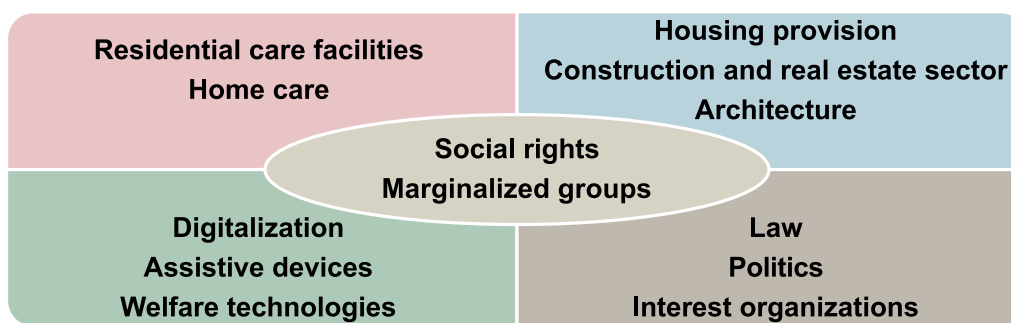 Residential care facilities
Home care
Housing provision
Construction and real estate sector
Architecture
Social rights
Marginalized groups
Digitalization
Assistive devices
Welfare technologies
Law
Politics
Interest organizations